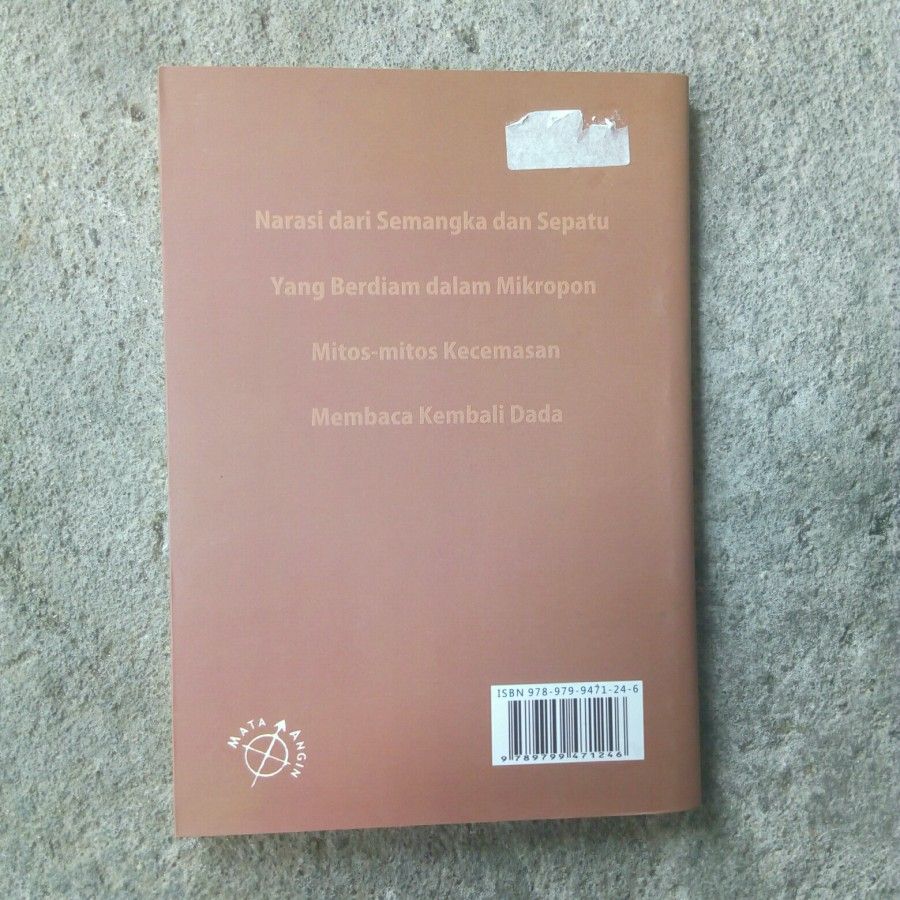 Narasi dari Semangka dan Sepatu
Yang Berdiam dalam Mikropon
Mitos-mitos Kecemasan
Membaca Kembali Dada
MATA ANGIN
ISBN 978-979-9471-24-6
9 789799 471246